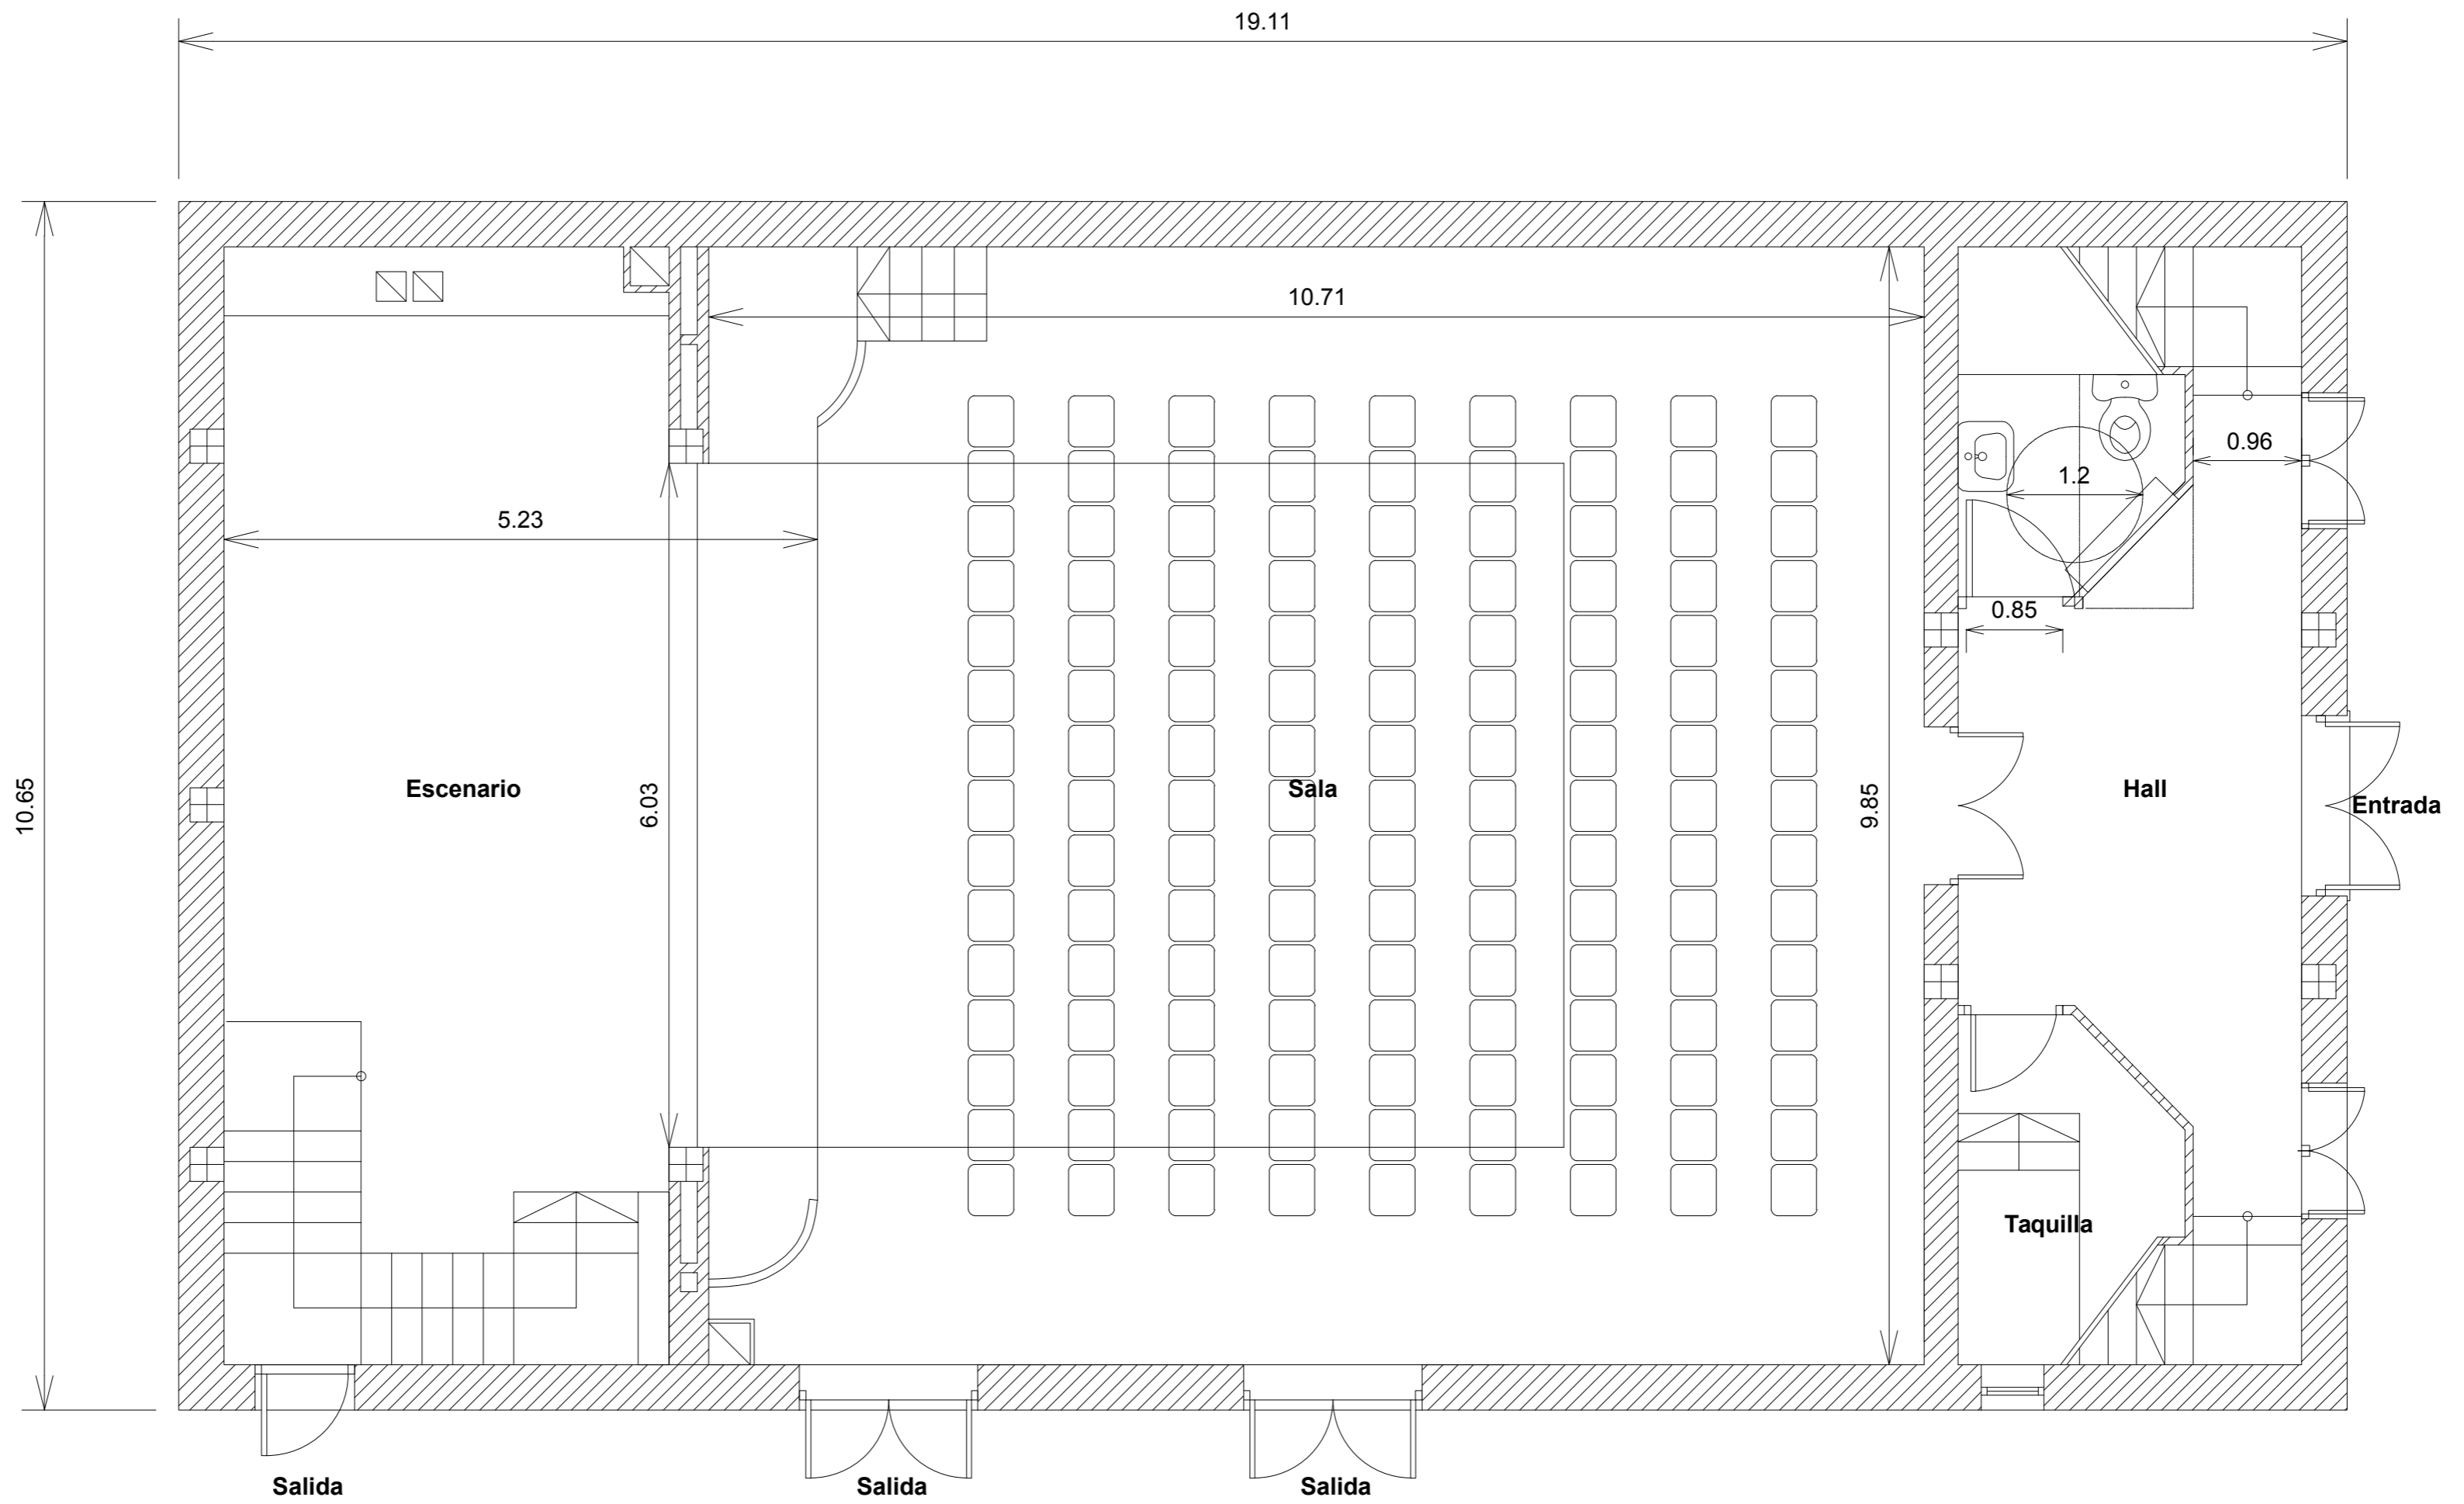 19.11
10.71
0.96
1.2
5.23
0.85
Escenario
Sala
Hall
Entrada
10.65
6.03
9.85
Taquilla
Salida
Salida
Salida